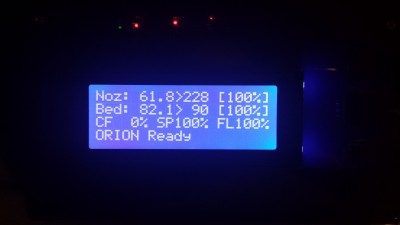 Noz: 61.8>228 [100%]
Bed: 82.1> 90 [100%]
CF  0% SP100% FL100%
ORION Ready